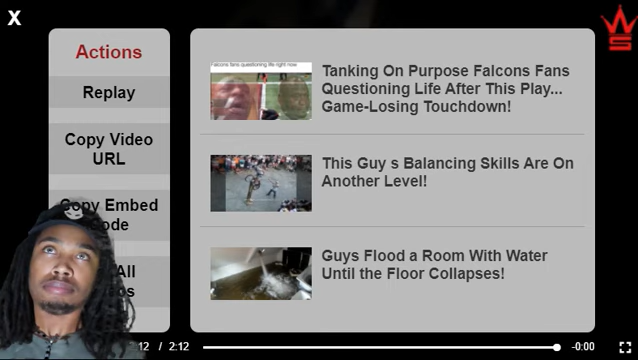 X
Actions
Replay
Copy Video
URL
Copy Embed
Code
All
Falcons fans questioning life right now
Tanking On Purpose Falcons Fans
Questioning Life After This Play...
Game-Losing Touchdown!
This Guy s Balancing Skills Are On
Another Level!
Guys Flood a Room With Water
Until the Floor Collapses!
12 / 2:12
-0:00